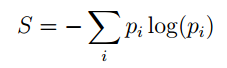 S = − ∑_i p_i log(p_i)